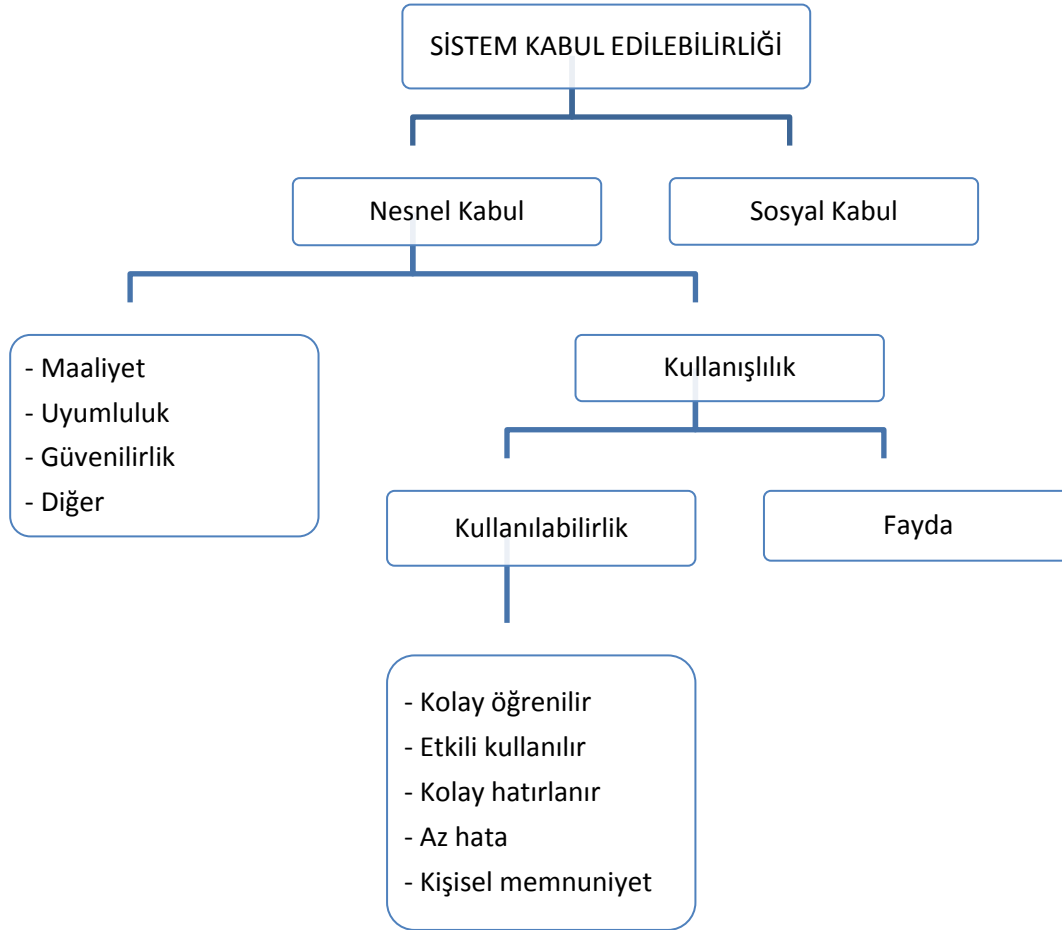 SİSTEM KABUL EDİLEBİLİRLİĞİ
Nesnel Kabul
Sosyal Kabul
- Maaliyet
- Uyumluluk
- Güvenilirlik
- Diğer
Kullanışlılık
Kullanılabilirlik
Fayda
- Kolay öğrenilir
- Etkili kullanılır
- Kolay hatırlanır
- Az hata
- Kişisel memnuniyet